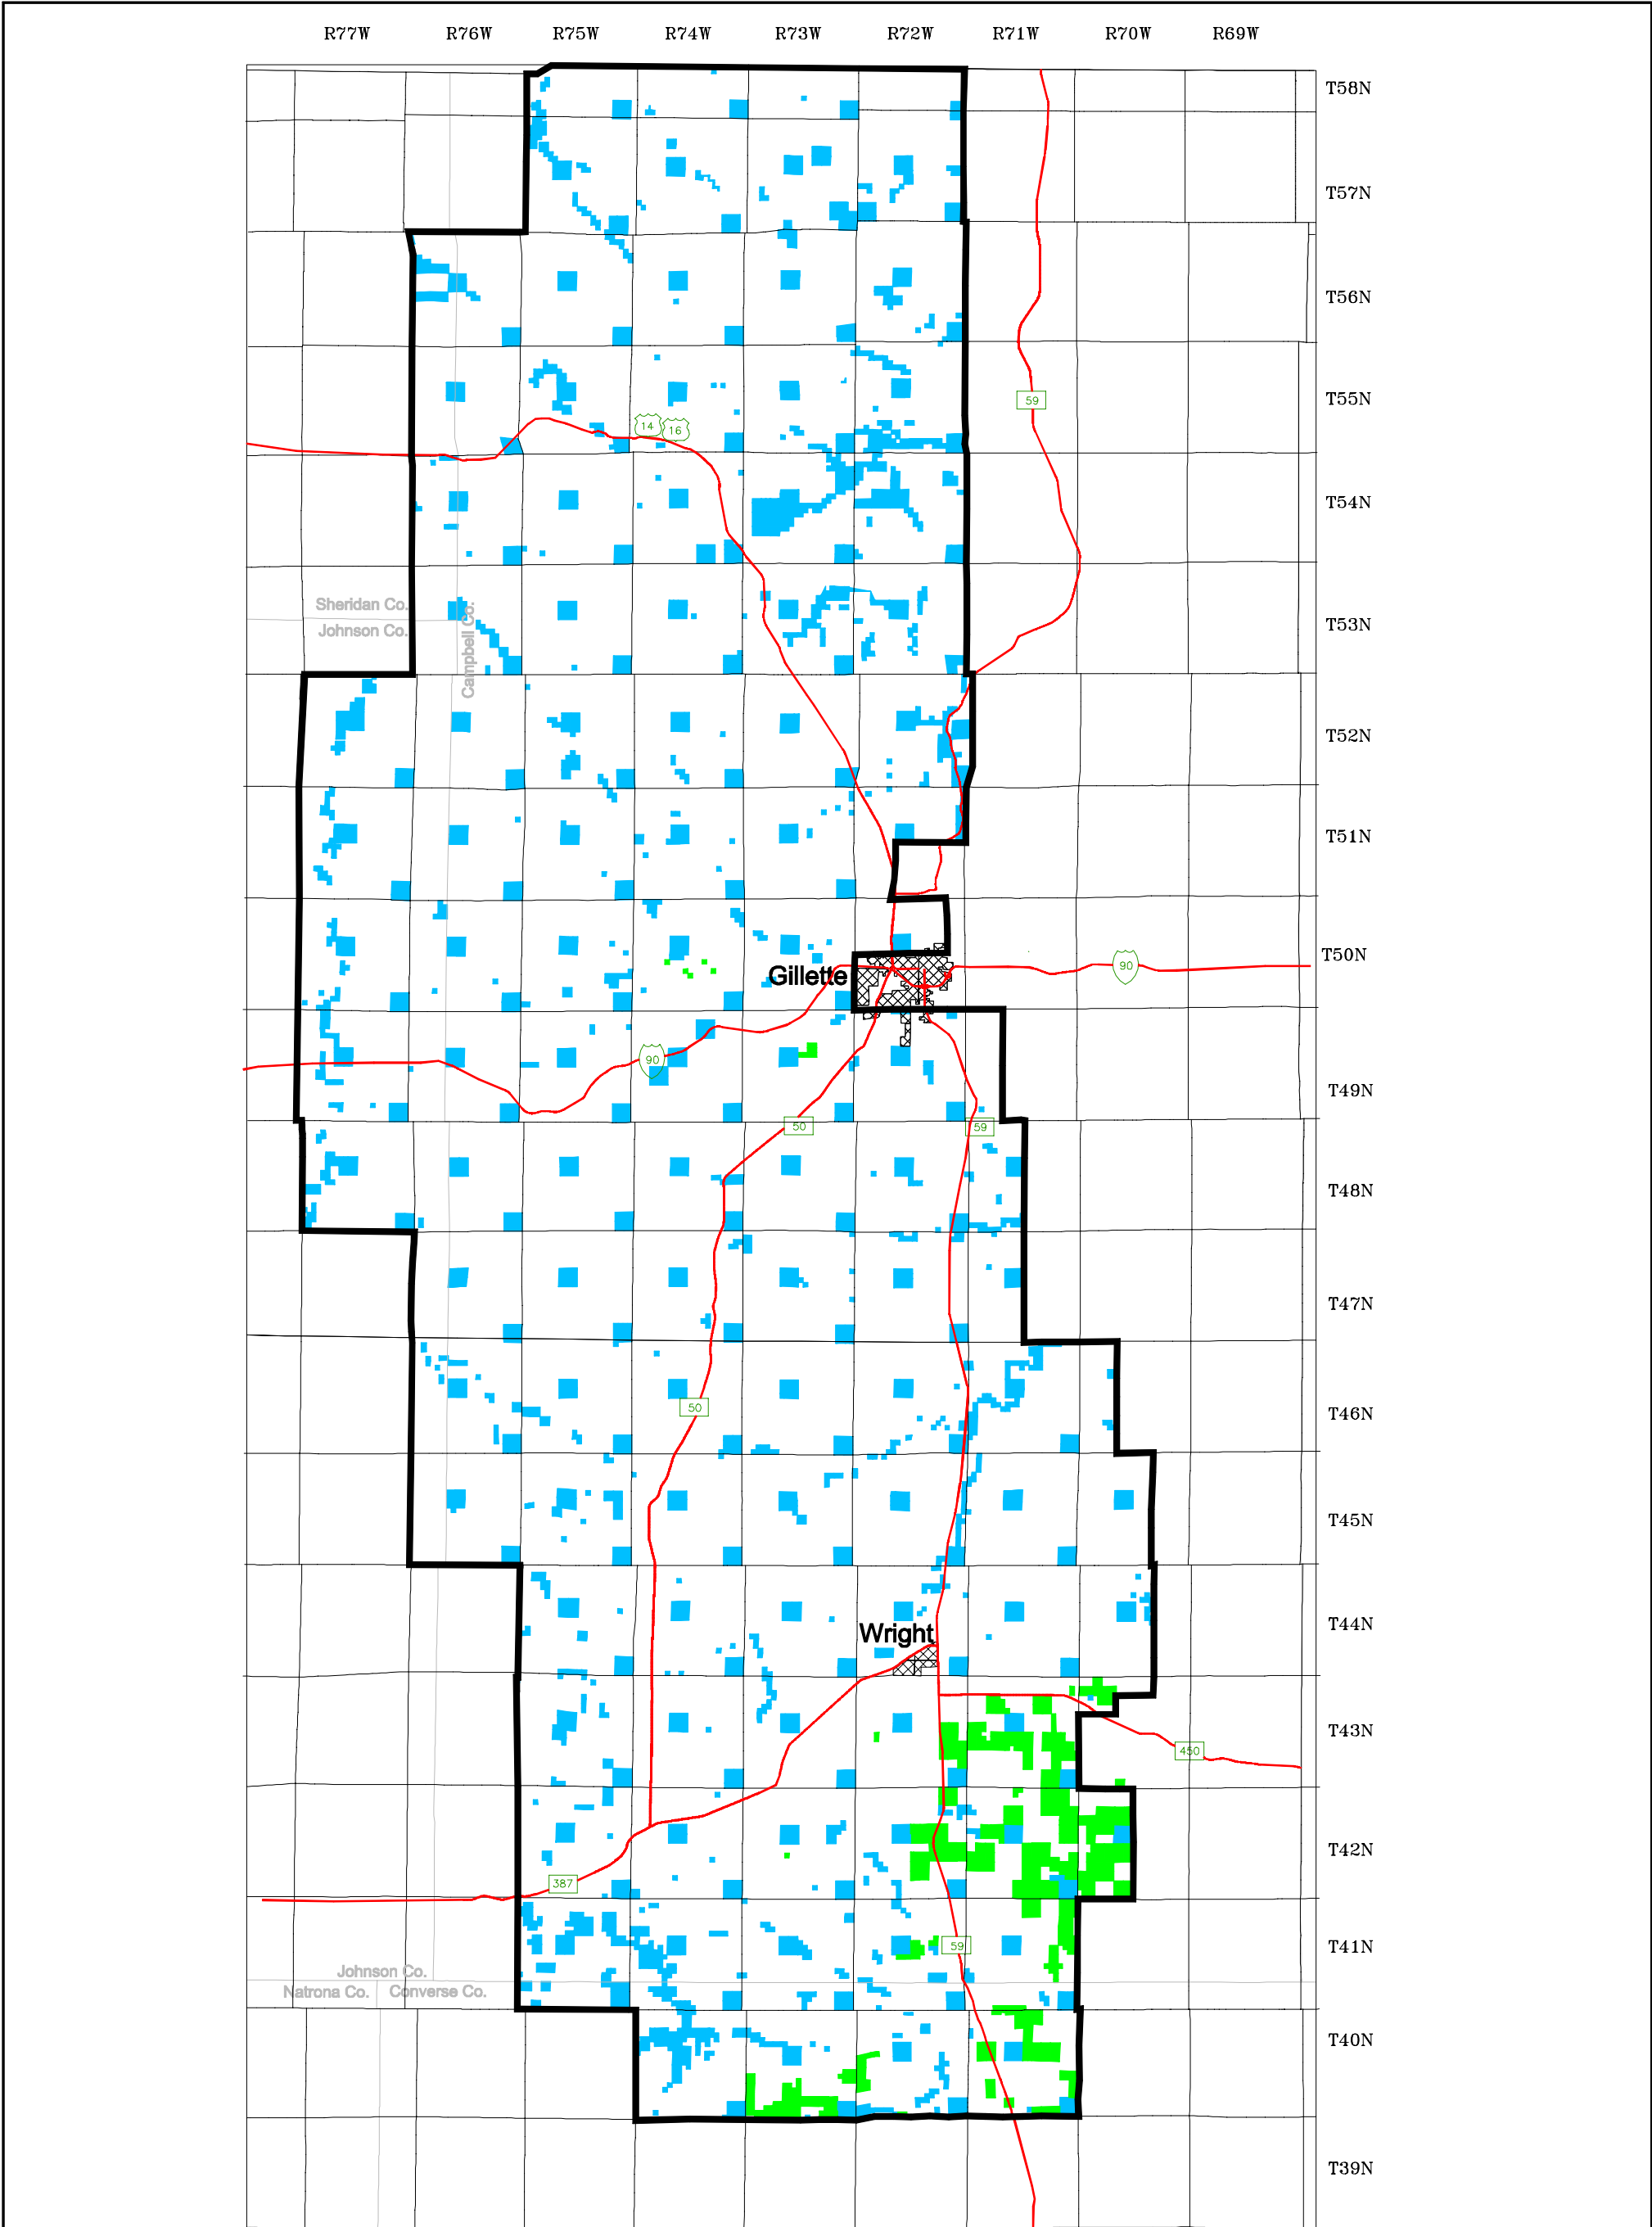 R77W R76W R75W R74W R73W R72W R71W R70W R69W
T58N
T57N
T56N
T55N
59
14 16
T54N
Sheridan Co.
Johnson Co.
Campbell Co.
T53N
T52N
T51N
T50N
Gillette
90
90
T49N
50
59
T48N
T47N
50
T46N
T45N
T44N
Wright
T43N
450
T42N
387
T41N
59
Johnson Co.
Natrona Co. Converse Co.
T40N
T39N